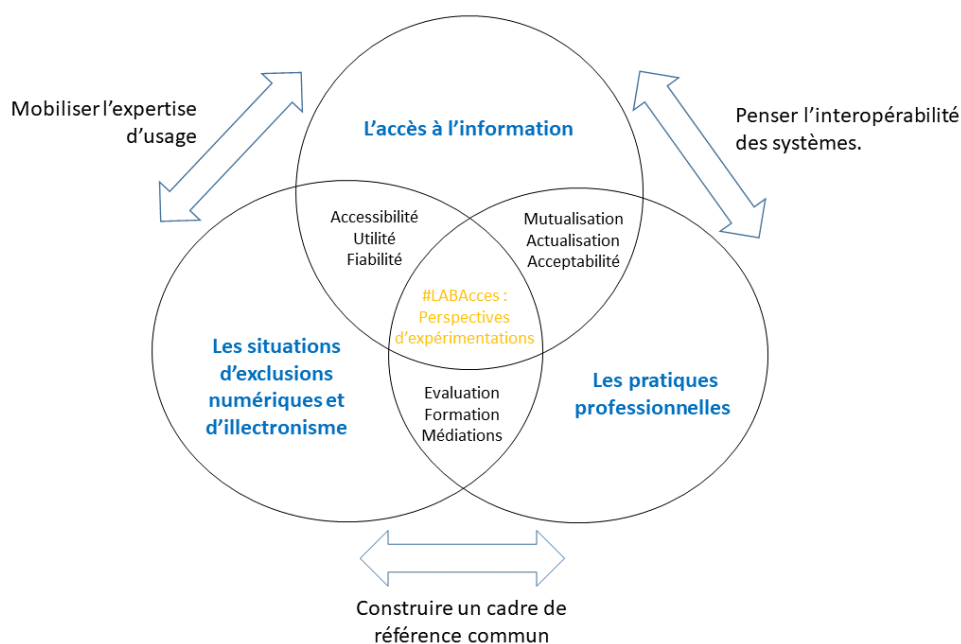 Mobiliser l'expertise
d'usage
L'accès à l'information
Penser l'interopérabilité
des systèmes.
Accessibilité
Utilité
Fiabilité
Mutualisation
Actualisation
Acceptabilité
#LABAcces :
Perspectives
d'expérimentations
Les situations
d'exclusions
numériques et
d'illectronisme
Les pratiques
professionnelles
Evaluation
Formation
Médiations
Construire un cadre de
référence commun